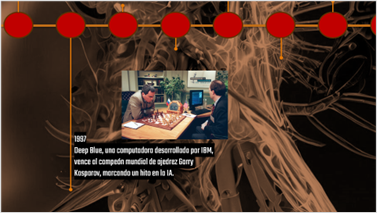 1997
Deep Blue, una computadora desarrollada por IBM,
vence al campeón mundial de ajedrez Garry
Kasparov, marcando un hito en la IA.